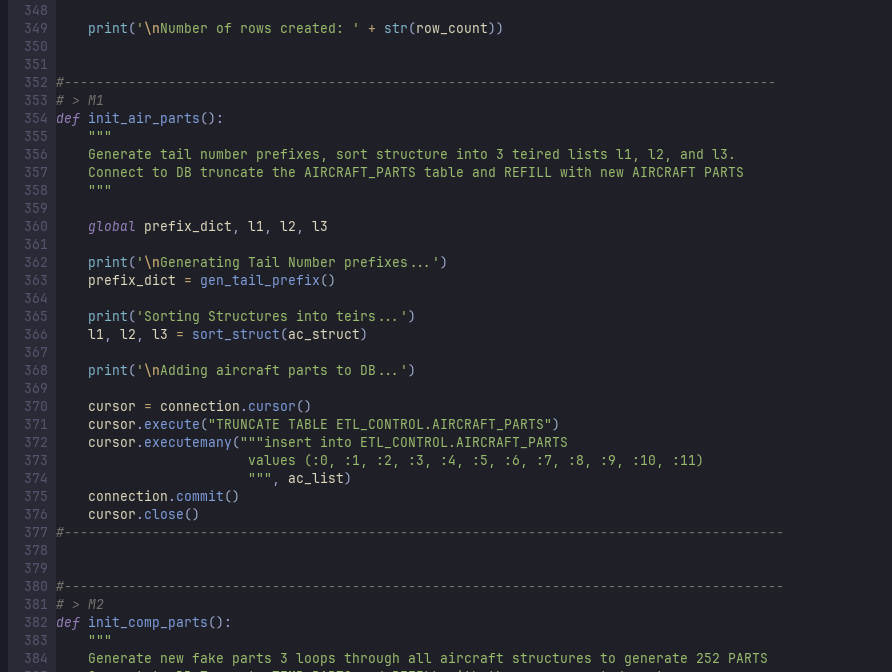 348
349     print('\nNumber of rows created: ' + str(row_count))
350
351
352 #-----------------------------------------------------------------------------------------
353 # > M1
354 def init_air_parts():
355     """
356     Generate tail number prefixes, sort structure into 3 teired lists l1, l2, and l3.
357     Connect to DB truncate the AIRCRAFT_PARTS table and REFILL with new AIRCRAFT PARTS
358     """
359
360     global prefix_dict, l1, l2, l3
361
362     print('\nGenerating Tail Number prefixes...')
363     prefix_dict = gen_tail_prefix()
364
365     print('Sorting Structures into teirs...')
366     l1, l2, l3 = sort_struct(ac_struct)
367
368     print('\nAdding aircraft parts to DB...')
369
370     cursor = connection.cursor()
371     cursor.execute("TRUNCATE TABLE ETL_CONTROL.AIRCRAFT_PARTS")
372     cursor.executemany("""insert into ETL_CONTROL.AIRCRAFT_PARTS
373                         values (:0, :1, :2, :3, :4, :5, :6, :7, :8, :9, :10, :11)
374                         """, ac_list)
375     connection.commit()
376     cursor.close()
377 #------------------------------------------------------------------------------------------
378
379
380 #------------------------------------------------------------------------------------------
381 # > M2
382 def init_comp_parts():
383     """
384     Generate new fake parts 3 loops through all aircraft structures to generate 252 PARTS